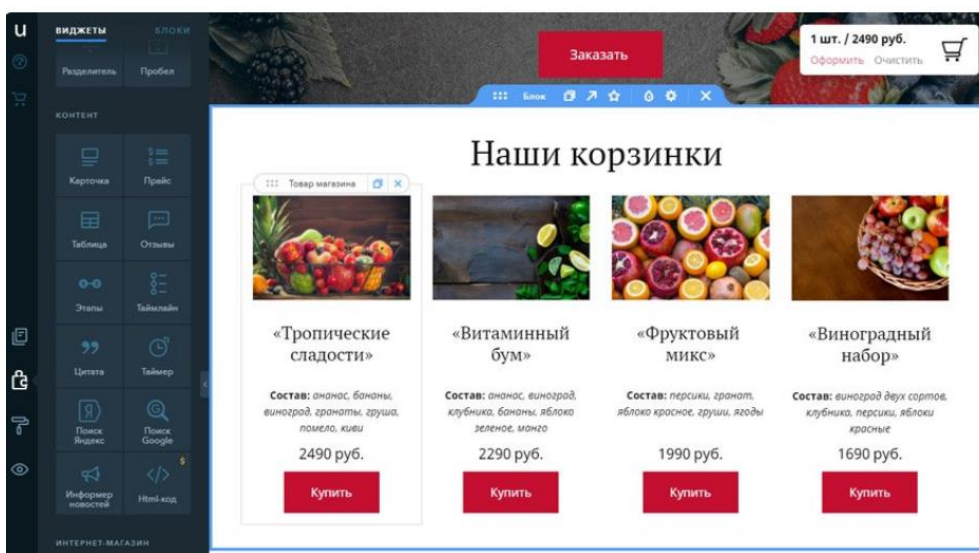 u
ВИДЖЕТЫ
БЛОКИ
Разделитель
Пробел
КОНТЕНТ
Карточка
Прайс
Таблица
Отзывы
Этапы
Таймлайн
Цитата
Таймер
Я
Поиск
Яндекс
G
Поиск
Google
Информер
новостей
</>
$
Html-код
ИНТЕРНЕТ-МАГАЗИН
Заказать
1 шт. / 2490 руб.
Оформить Очистить
Блок
Наши корзинки
Товар магазина
«Тропические
сладости»
Состав: ананас, бананы,
виноград, гранаты, груша,
помело, киви
2490 руб.
Купить
«Витаминный
бум»
Состав: ананас, виноград,
клубника, бананы, яблоко
зеленое, манго
2290 руб.
Купить
«Фруктовый
микс»
Состав: персики, гранат,
яблоко красное, груши, ягоды
1990 руб.
Купить
«Виноградный
набор»
Состав: виноград двух сортов,
клубника, персики, яблоки
красные
1690 руб.
Купить